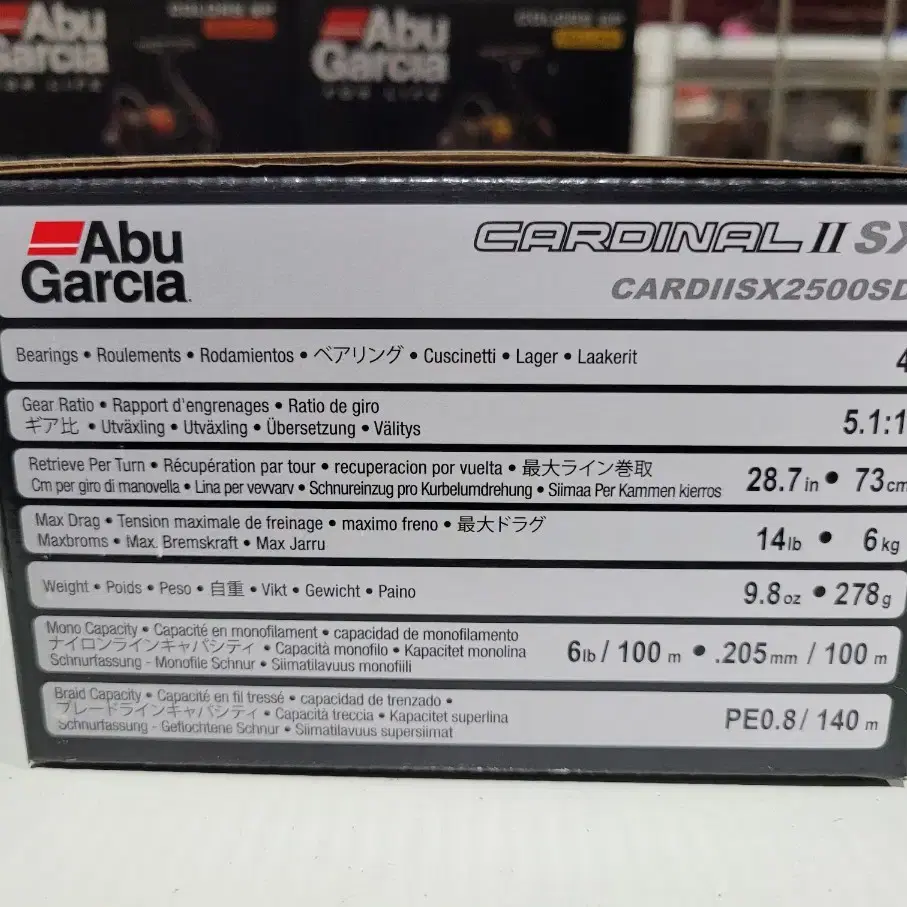 Abu
Garcia
FOR LIFE
Abu
Garcia
FOR LIFE
Abu
Garcia
CARDINAL II SX
CARDIISX2500SD
Bearings • Roulements • Rodamientos • ベアリング • Cuscinetti • Lager • Laakerit 4
Gear Ratio • Rapport d'engrenages • Ratio de giro
ギア比 • Utväxling • Utväxling • Übersetzung • Välitys
5.1:1
Retrieve Per Turn • Récupération par tour • recuperacion por vuelta • 最大ライン巻取
Cm per giro di manovella • Lina per vevvarv • Schnureinzug pro Kurbelumdrehung • Siimaa Per Kammen kierros
28.7in • 73cm
Max Drag • Tension maximale de freinage • maximo freno • 最大ドラグ
Maxbroms • Max. Bremskraft • Max Jarru
14lb • 6kg
Weight • Poids • Peso • 自重 • Vikt • Gewicht • Paino
9.8oz • 278g
Mono Capacity • Capacité en monofilament • capacidad de monofilamento
ナイロンラインキャパシティ • Capacità monofilo • Kapacitet monolina
Schnurfassung - Monofile Schnur • Siimatilavuus monofiili
6lb / 100 m • .205mm / 100 m
Braid Capacity • Capacité en fil tressé • capacidad de trenzado •
ブレードラインキャパシティ • Capacità treccia • Kapacitet superlina
Schnurfassung - Geflochtene Schnur • Siimatilavuus supersiimat
PE0.8/ 140 m